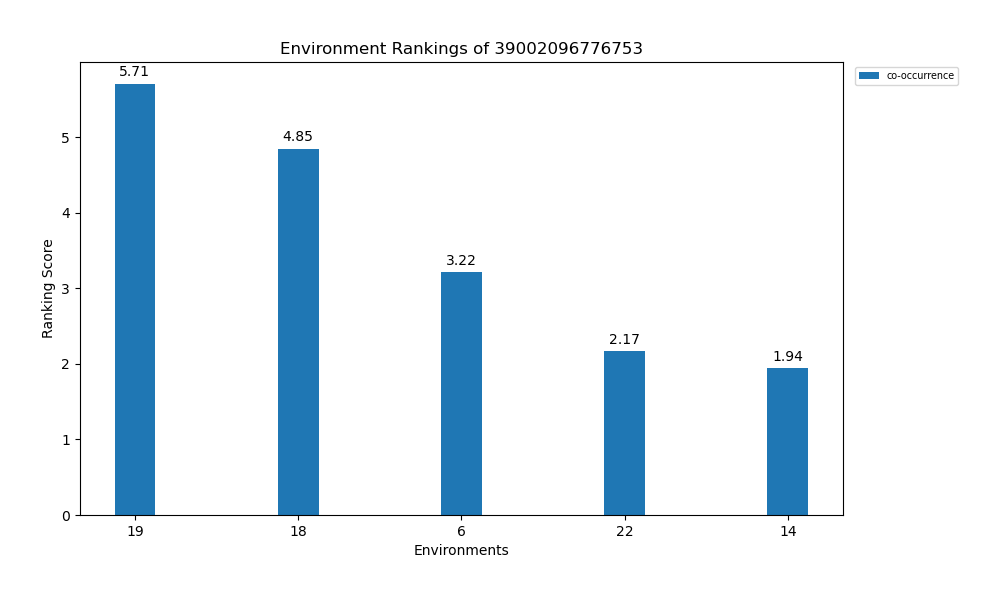 Environment Rankings of 39002096776753
co-occurrence
5.71
4.85
3.22
2.17
1.94
Ranking Score
5
4
3
2
1
0
19 18 6 22 14
Environments